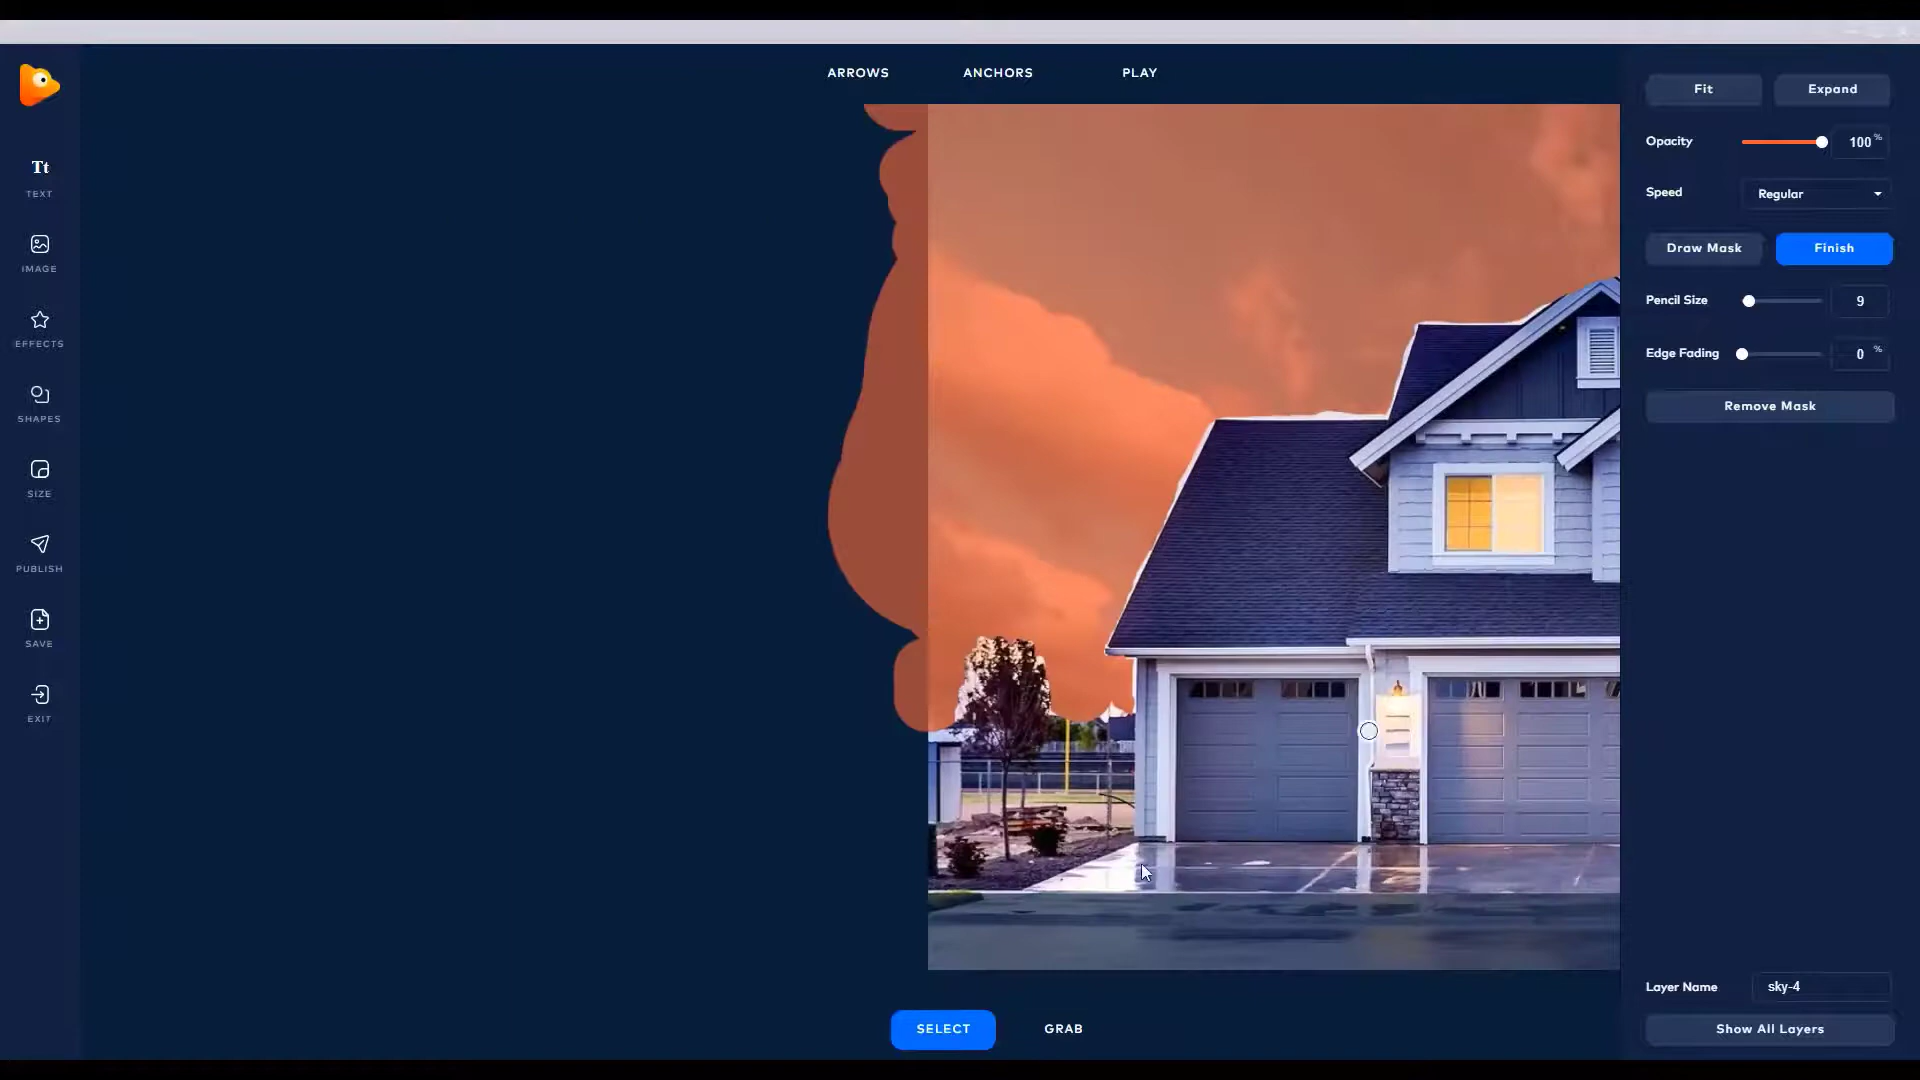 ARROWS
ANCHORS
PLAY
Tt
TEXT
IMAGE
EFFECTS
SHAPES
SIZE
PUBLISH
SAVE
EXIT
Fit
Expand
Opacity
100 %
Speed
Regular
Draw Mask
Finish
Pencil Size
9
Edge Fading
0 %
Remove Mask
Layer Name
sky-4
Show All Layers
SELECT
GRAB